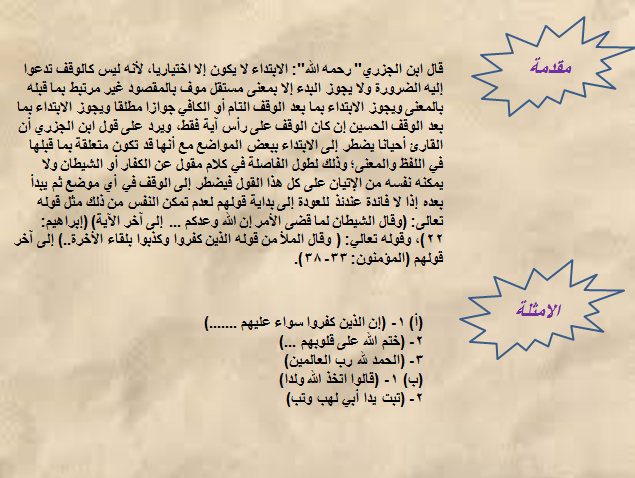 مقدمة
قال ابن الجزري" رحمه الله": الابتداء لا يكون إلا اختياريا، لأنه ليس كالوقف تدعوا
إليه الضرورة ولا يجوز البدء إلا بمعنى مستقل موف بالمقصود غير مرتبط بما قبله
بالمعنى ويجوز الابتداء بما بعد الوقف التام أو الكافي جوازا مطلقا ويجوز الابتداء بما
بعد الوقف الحسين إن كان الوقف على رأس آية فقط، ويرد على قول ابن الجزري أن
القارئ أحيانا يضطر إلى الابتداء ببعض المواضع مع أنها قد تكون متعلقة بما قبلها
في اللفظ والمعنى؛ وذلك لطول الفاصلة في كلام مقول عن الكفار أو الشيطان ولا
يمكنه نفسه من الإتيان على كل هذا القول فيضطر إلى الوقف في أي موضع ثم يبدأ
بعده إذا لا فائدة عندئذ للعودة إلى بداية قولهم لعدم تمكن النفس من ذلك مثل قوله
تعالى: (وقال الشيطان لما قضى الأمر إن الله وعدكم ... إلى آخر الآية) (إبراهيم:
٢٢)، وقوله تعالي: ( وقال الملأ من قوله الذين كفروا وكذبوا بلقاء الآخرة..) إلى آخر
قولهم (المؤمنون: ٣٣- ٣٨).
الامثلة
(أ) ١- (إن الذين كفروا سواء عليهم .......)
٢- (ختم الله على قلوبهم ...)
٣- (الحمد لله رب العالمين)
(ب) ١- (قالوا اتخذ الله ولدا)
٢- (تبت يدا أبي لهب وتب)